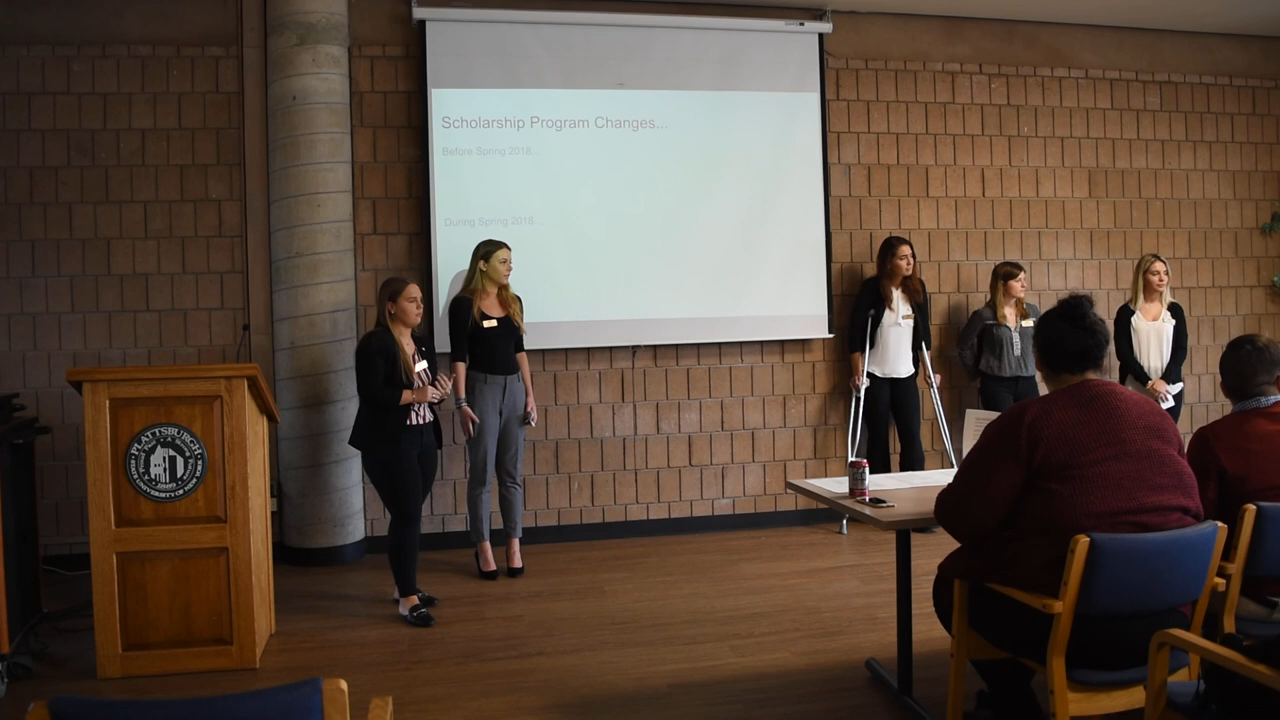 Scholarship Program Changes...
Before Spring 2018...
During Spring 2018...
PLATTSBURGH
STATE UNIVERSITY OF NEW YORK